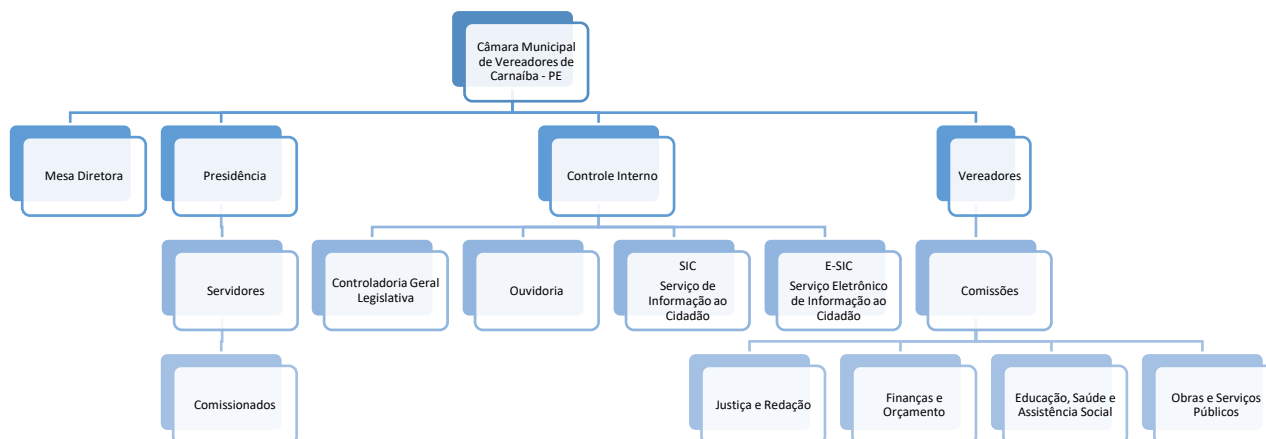 Câmara Municipal
de Vereadores de
Carnaíba - PE
Mesa Diretora
Presidência
Controle Interno
Vereadores
Servidores
Controladoria Geral
Legislativa
Ouvidoria
SIC
Serviço de
Informação ao
Cidadão
E-SIC
Serviço Eletrônico
de Informação ao
Cidadão
Comissões
Comissionados
Justiça e Redação
Finanças e
Orçamento
Educação, Saúde e
Assistência Social
Obras e Serviços
Públicos